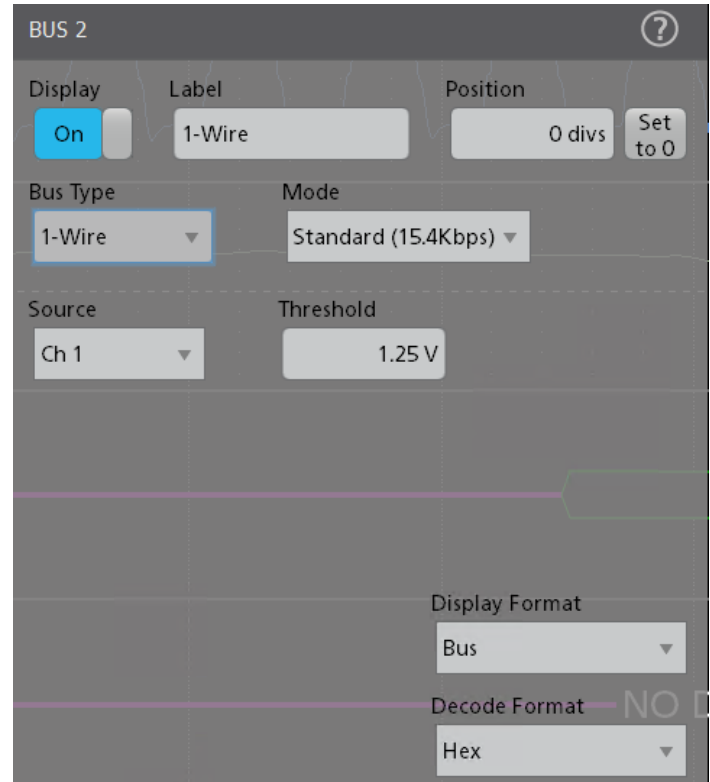 BUS 2 ?
Display Label Position
On 1-Wire 0 divs Set to 0
Bus Type Mode
1-Wire Standard (15.4Kbps)
Source Threshold
Ch 1 1.25 V
Display Format
Bus
Decode Format NO
Hex